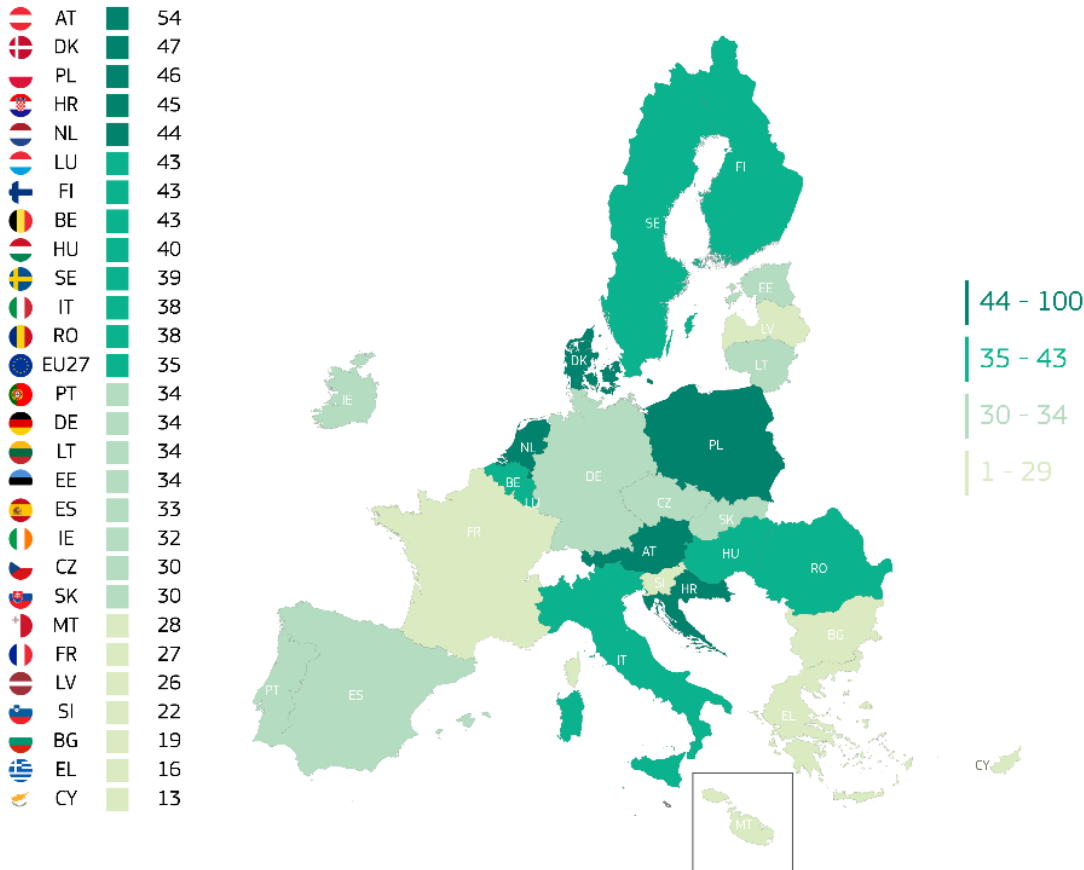 AT 54
DK 47
PL 46
HR 45
NL 44
LU 43
FI 43
BE 43
HU 40
SE 39
IT 38
RO 38
EU27 35
PT 34
DE 34
LT 34
EE 34
ES 33
IE 32
CZ 30
SK 30
MT 28
FR 27
LV 26
SI 22
BG 19
EL 16
CY 13
FI
SE
EE
LV
LT
DK
IE
NL
PL
BE
DE
LU
CZ
SK
FR
AT
HU
RO
SI
HR
BG
IT
PT
ES
EL
CY
MT
44 - 100
35 - 43
30 - 34
1 - 29